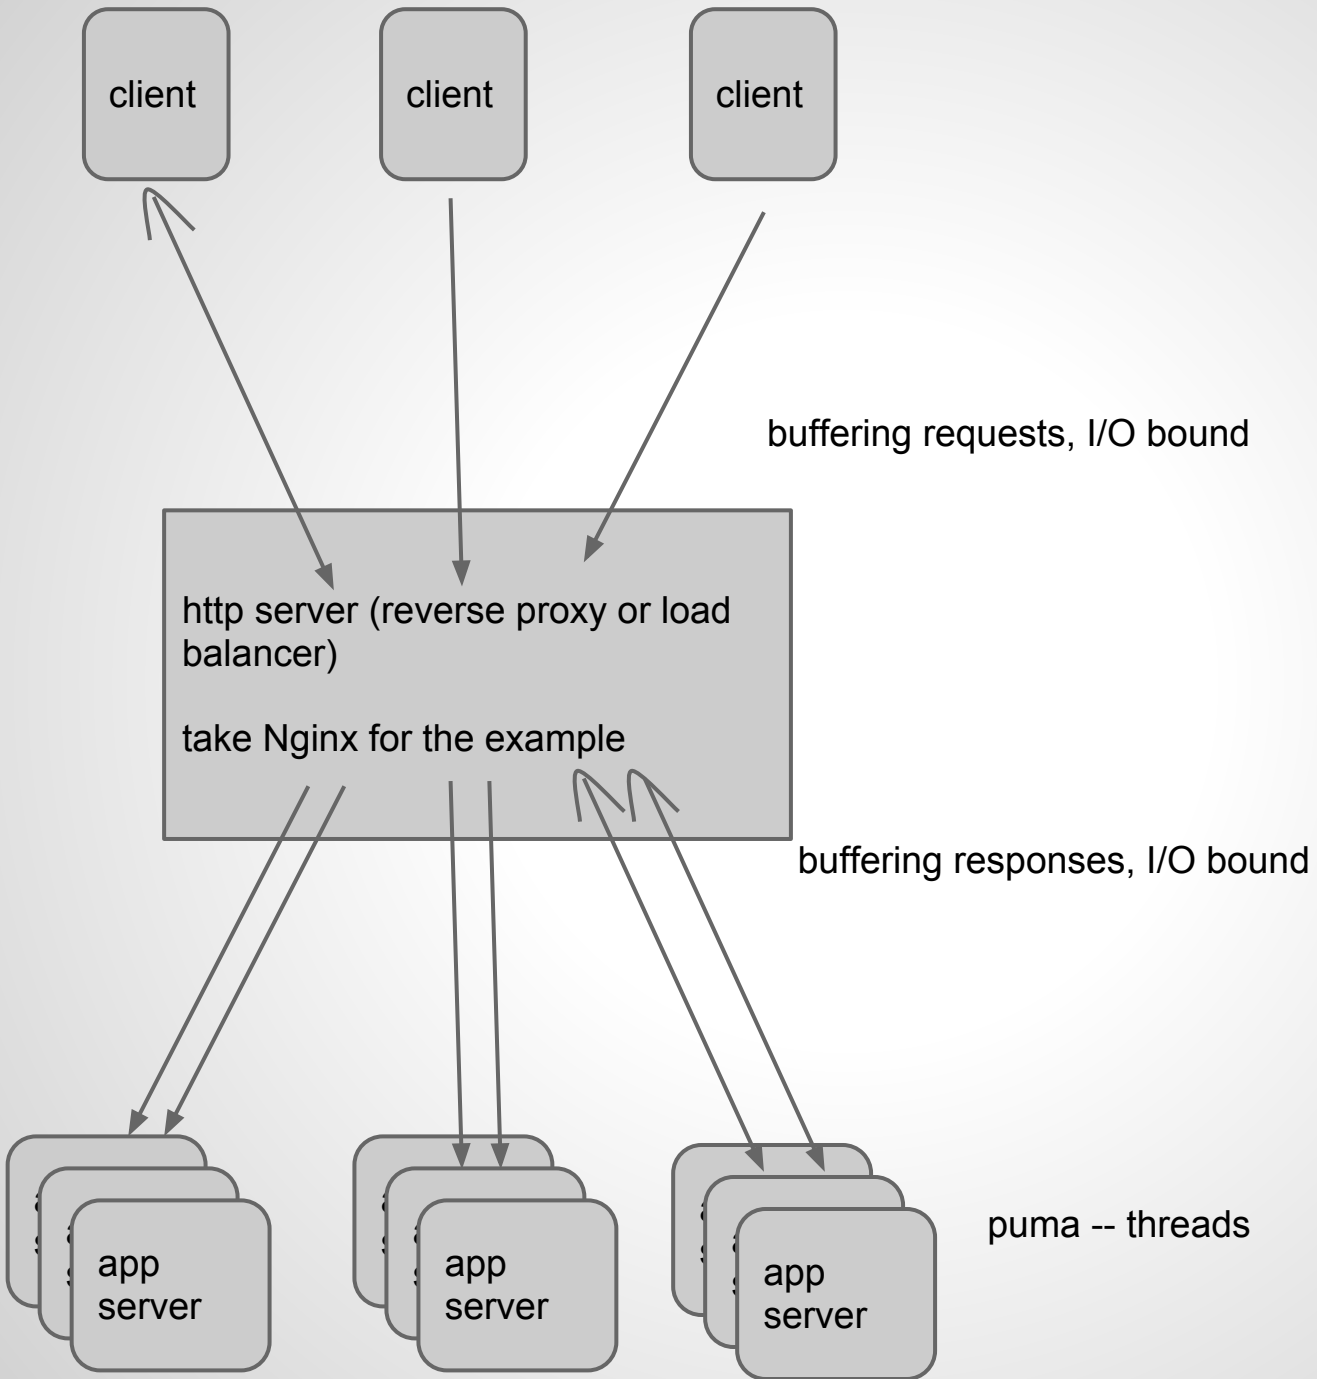 client
client
client
buffering requests, I/O bound
http server (reverse proxy or load
balancer)
take Nginx for the example
buffering responses, I/O bound
puma -- threads
app
server
app
server
app
server